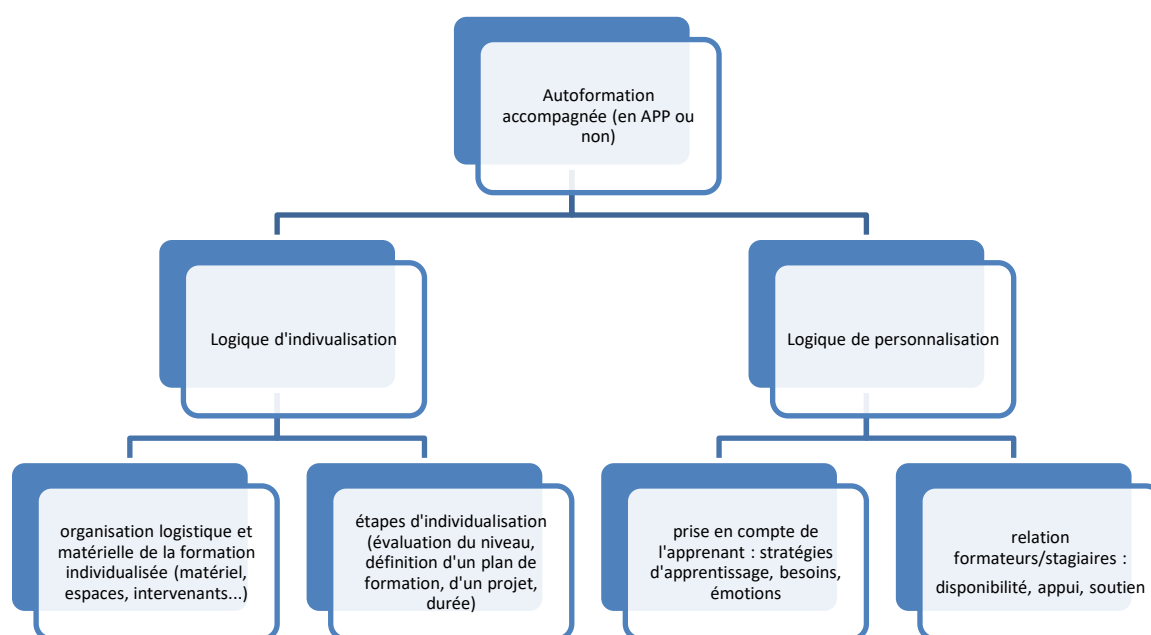 Autoformation
accompagnée (en APP ou
non)
Logique d'indivualisation
Logique de personnalisation
organisation logistique et
matérielle de la formation
individualisée (matériel,
espaces, intervenants...)
étapes d'individualisation
(évaluation du niveau,
définition d'un plan de
formation, d'un projet,
durée)
prise en compte de
l'apprenant : stratégies
d'apprentissage, besoins,
émotions
relation
formateurs/stagiaires :
disponibilité, appui, soutien